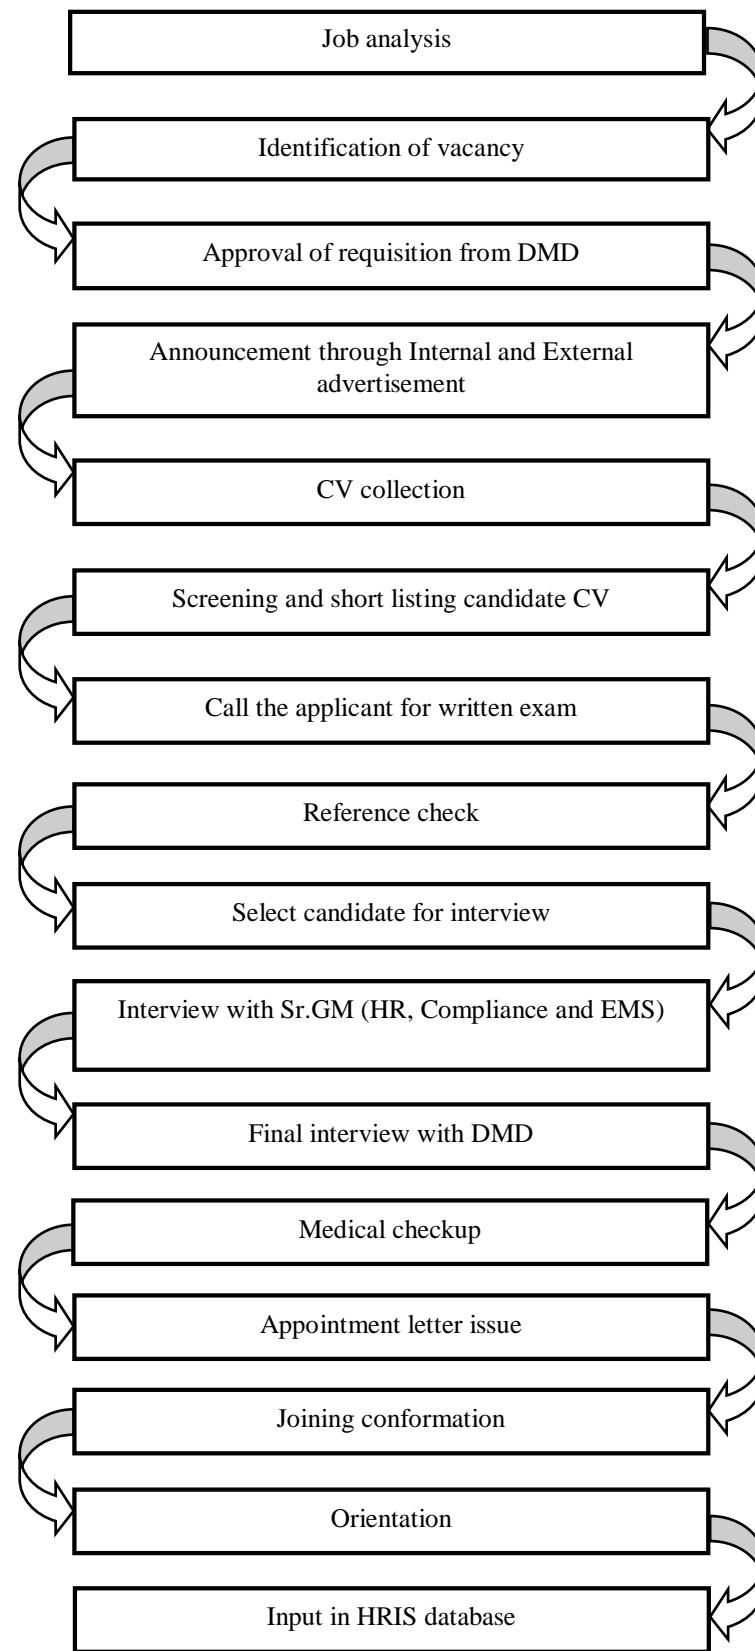 Job analysis
Identification of vacancy
Approval of requisition from DMD
Announcement through Internal and External
advertisement
CV collection
Screening and short listing candidate CV
Call the applicant for written exam
Reference check
Select candidate for interview
Interview with Sr.GM (HR, Compliance and EMS)
Final interview with DMD
Medical checkup
Appointment letter issue
Joining conformation
Orientation
Input in HRIS database